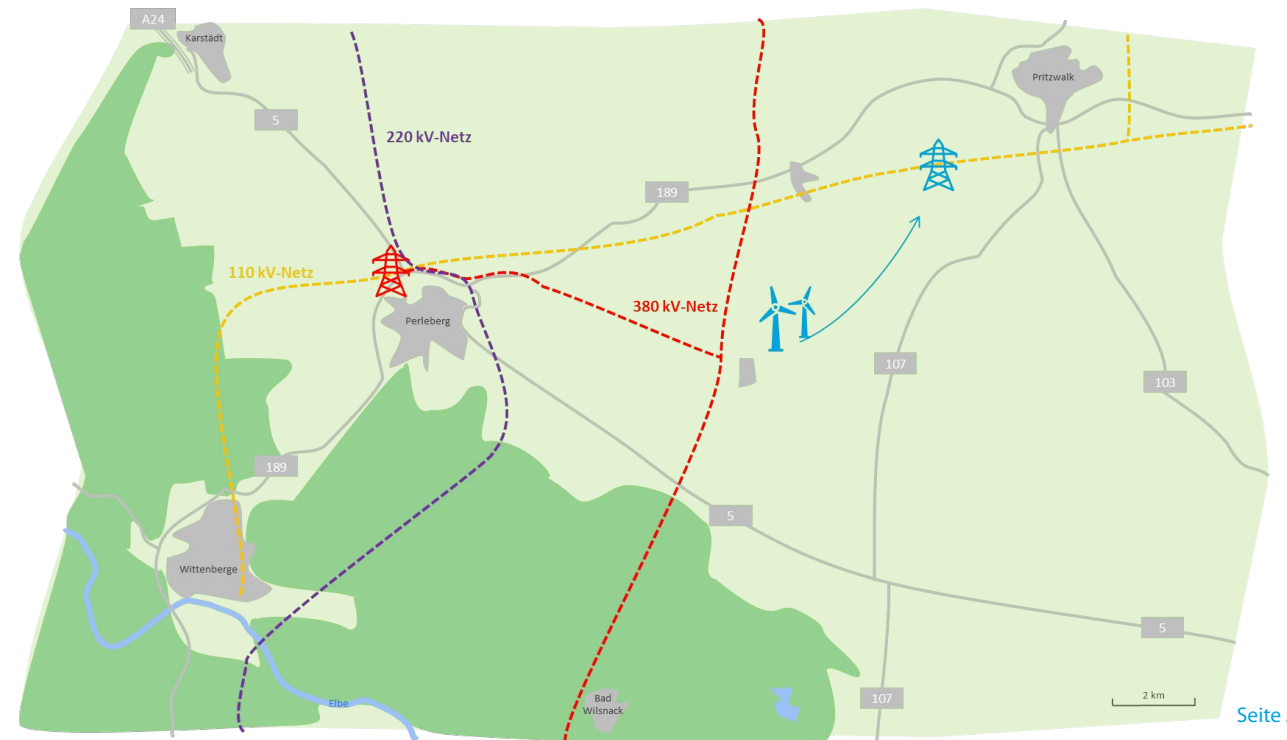 A24
Karstädt
Pritzwalk
5
220 kV-Netz
189
110 kV-Netz
380 kV-Netz
Perleberg
107
103
189
5
Wittenberge
5
Elbe
Bad
Wilsnack
107
2 km
Seite